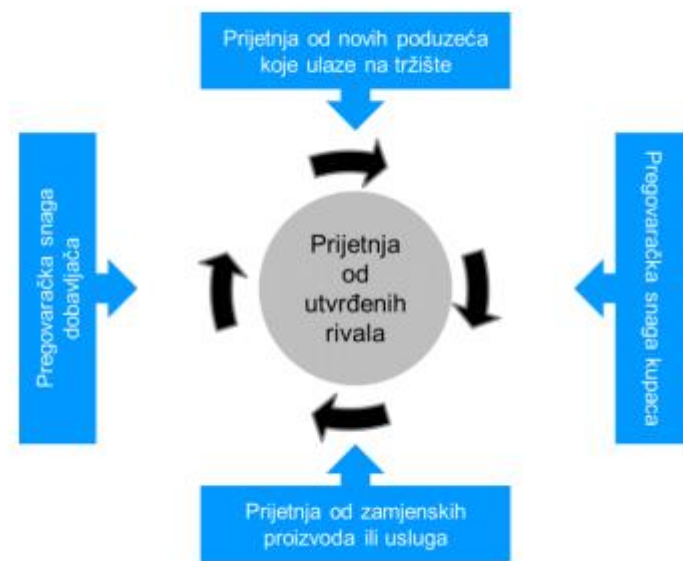 Prijetnja od novih poduzeća
koje ulaze na tržište
Pregovaračka snaga
dobavljača
Prijetnja
od
utvrđenih
rivala
Pregovaračka snaga kupaca
Prijetnja od zamjenskih
proizvoda ili usluga